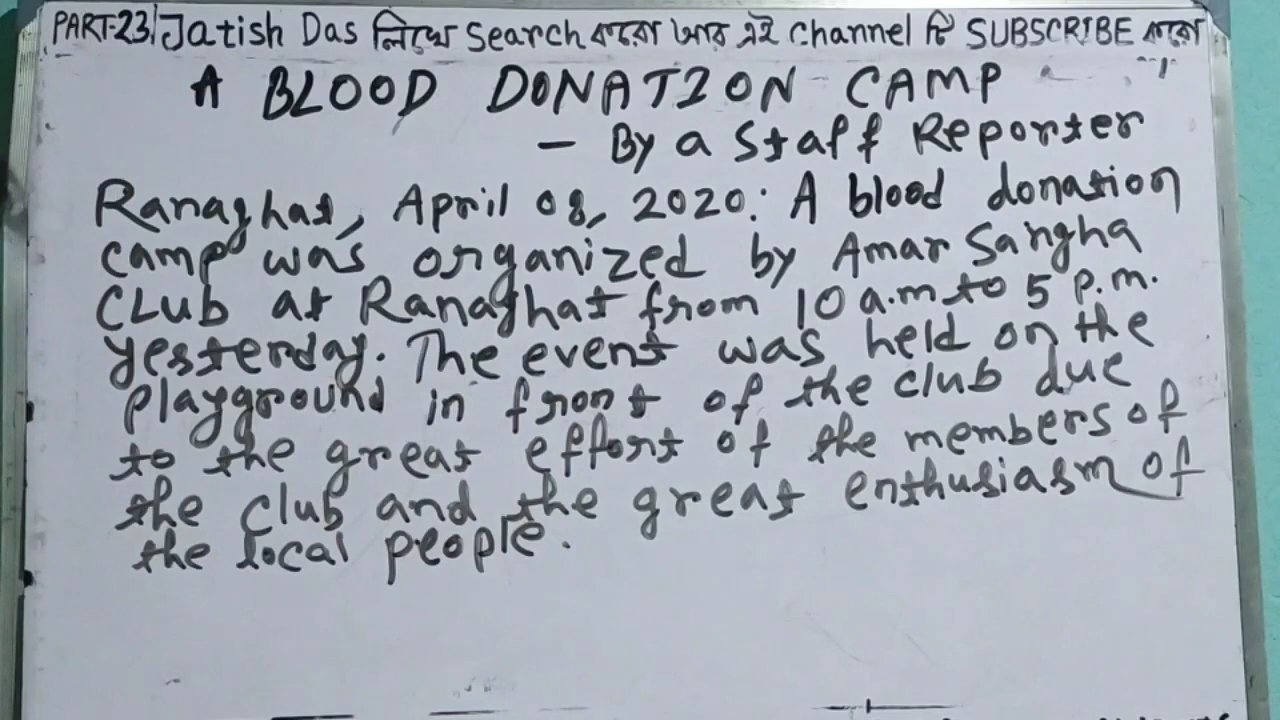 PART-23/Jatish Das লিখে Search করো আর এই Channel টি SUBSCRIBE করো
A BLOOD DONATION CAMP
- By a Staff Reporter
Ranaghat, April 08, 2020: A blood donation
camp was organized by Amar Sangha
CLub at Ranaghat from 10 a.m to 5 p.m.
yesterday. The event was held on the
playground in front of the club due
to the great effort of the members of
the club and the great enthusiasm of
the local people.